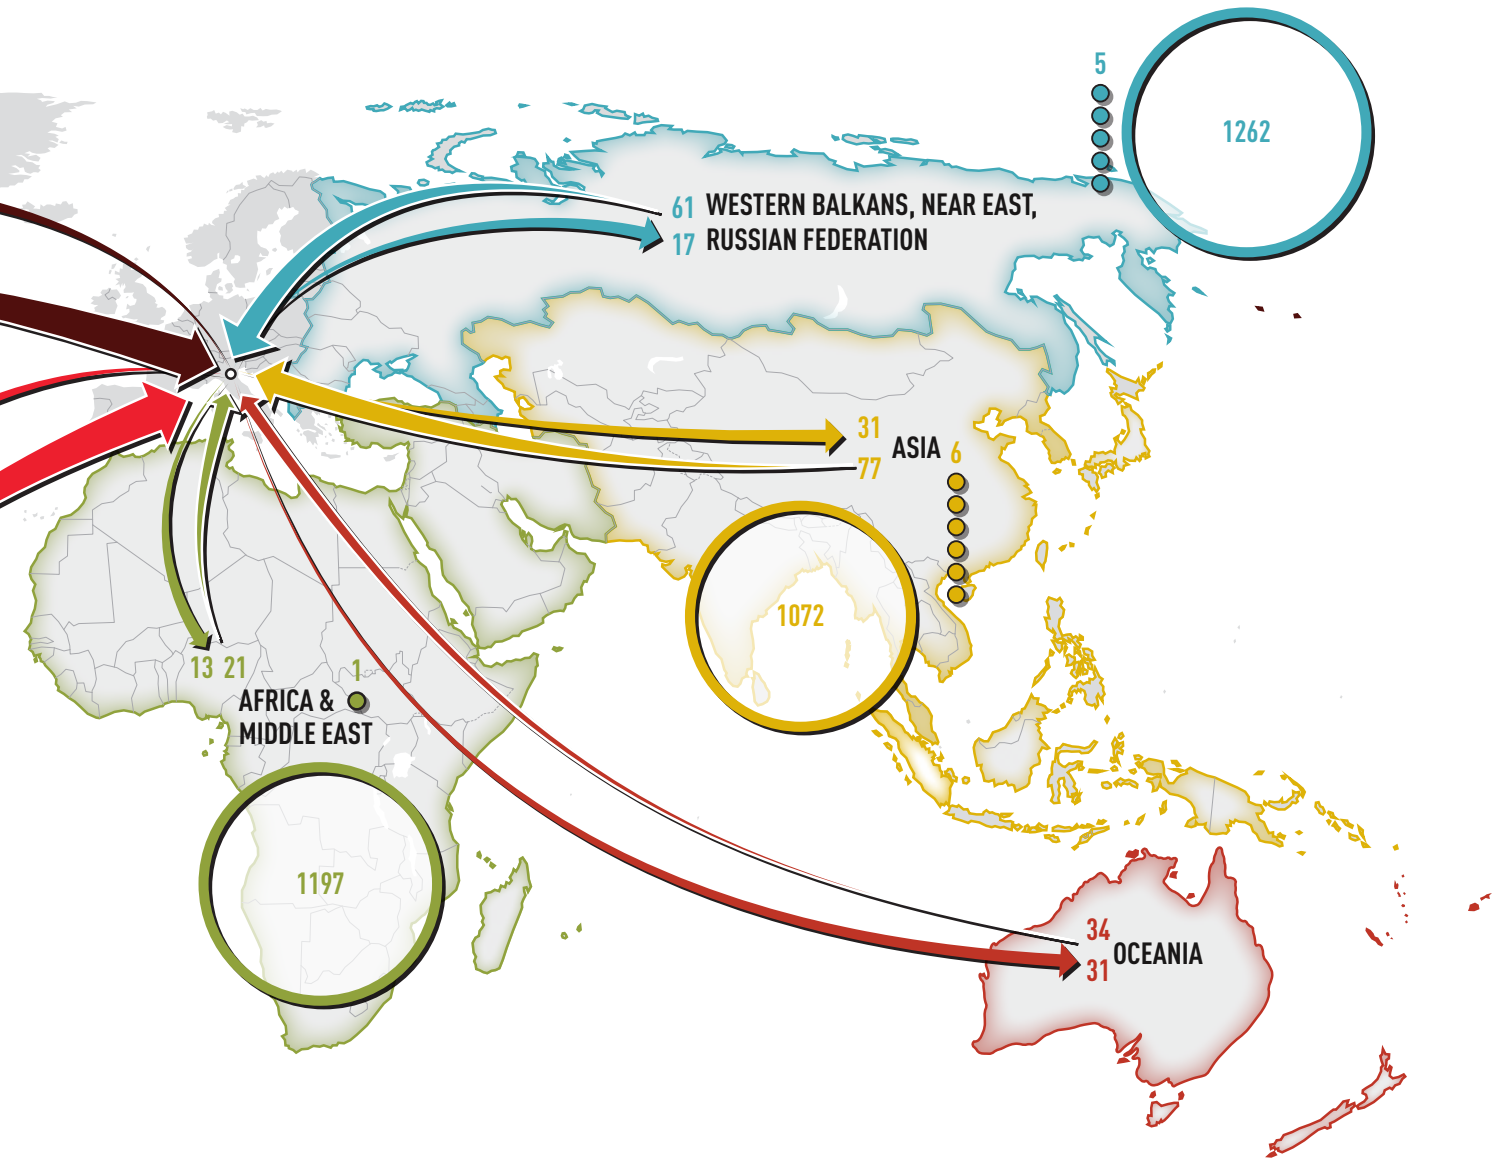 5
1262
61 WESTERN BALKANS, NEAR EAST,
17 RUSSIAN FEDERATION
31
ASIA 6
77
1072
13 21
1
AFRICA &
MIDDLE EAST
1197
34
OCEANIA
31